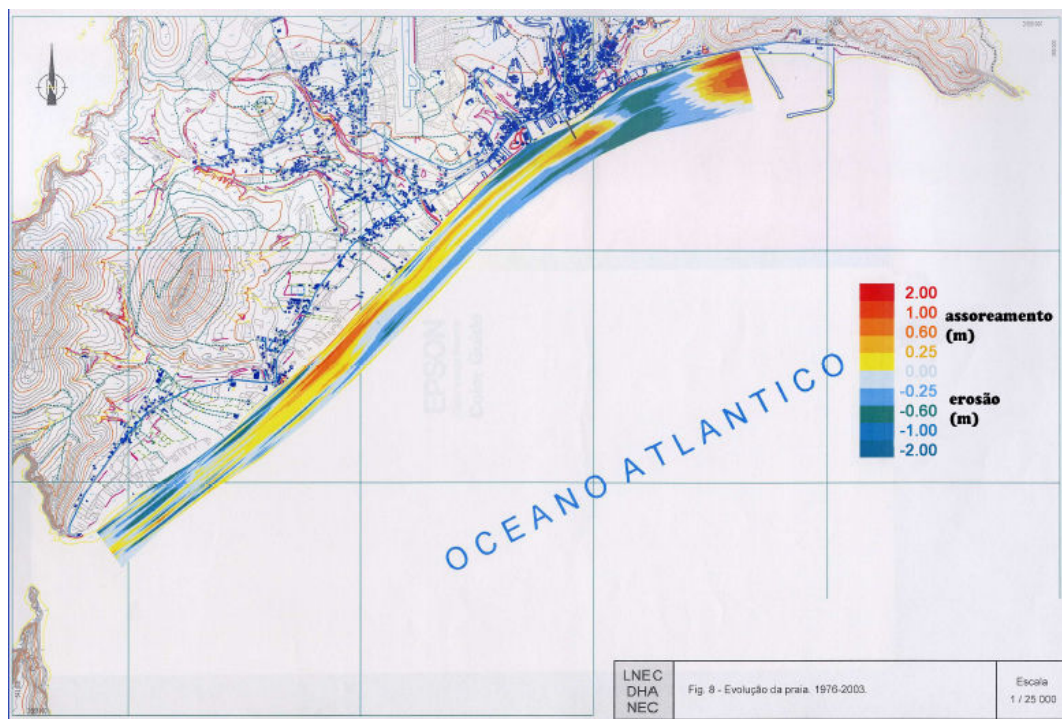 N
2.00
1.00
0.60
0.25
0.00
-0.25
-0.60
-1.00
-2.00
assoreamento
(m)
erosão
(m)
OCEANO ATLANTICO
EPSON
LNEC
DHA
NEC
Fig. 8 - Evolução da praia. 1976-2003.
Escala
1 / 25 000